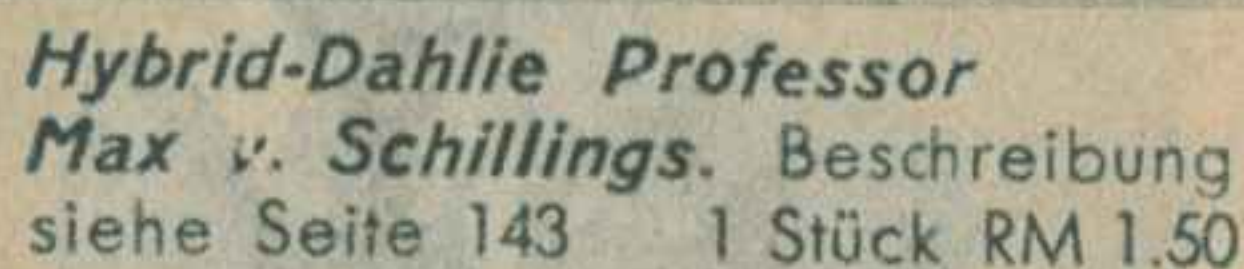 Hybrid-Dahlie Professor
Max v. Schillings. Beschreibung
siehe Seite 143 1 Stück RM 1.50